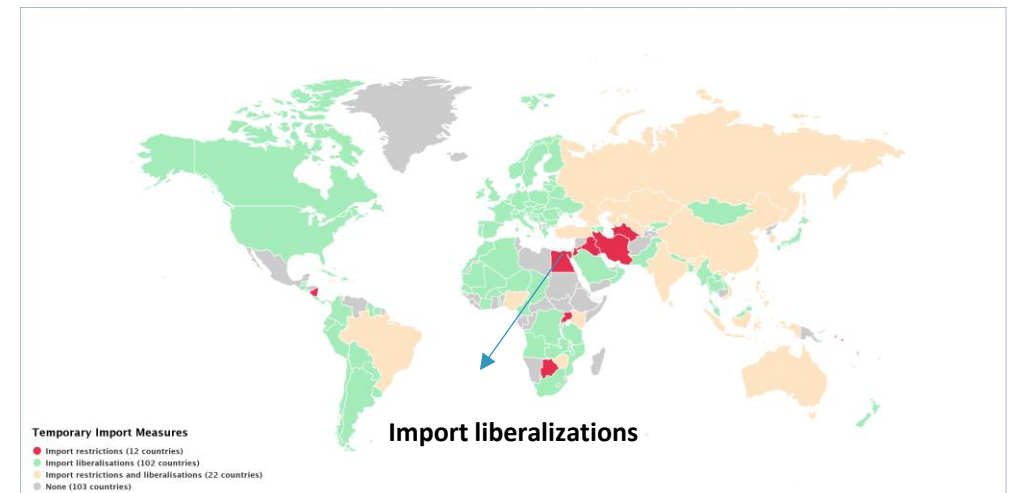 Import liberalizations
Temporary Import Measures
Import restrictions (12 countries)
Import liberalisations (102 countries)
Import restrictions and liberalisations (22 countries)
None (103 countries)